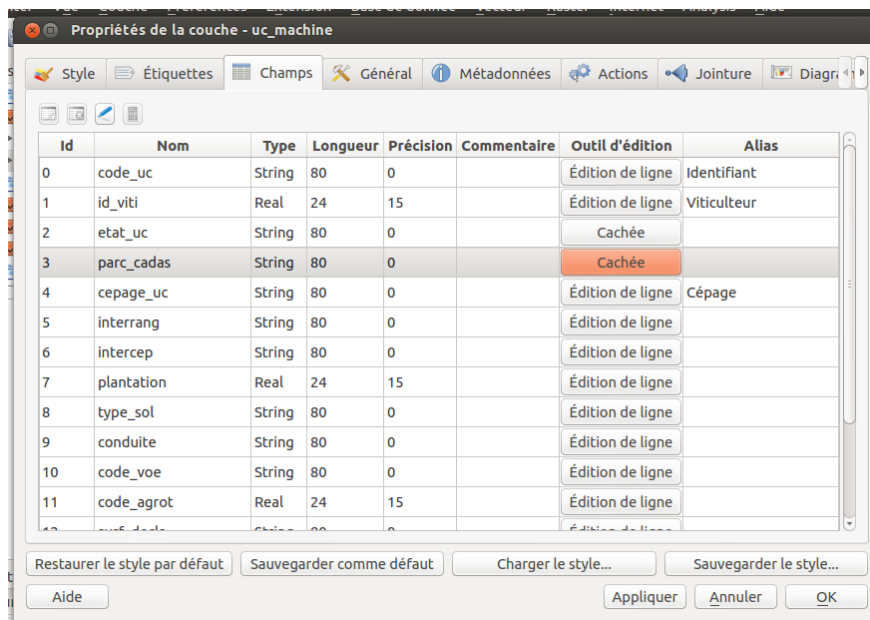 Propriétés de la couche - uc_machine
Style Étiquettes Champs Général Métadonnées Actions Jointure
Id Nom Type Longueur Précision Commentaire Outil d'édition Alias
0 code_uc String 80 0 Édition de ligne Identifiant
1 id_viti Real 24 15 Édition de ligne Viticulteur
2 etat_uc String 80 0 Cachée
3 parc_cadas String 80 0 Cachée
4 cepage_uc String 80 0 Édition de ligne Cépage
5 interrang String 80 0 Édition de ligne
6 intercep String 80 0 Édition de ligne
7 plantation Real 24 15 Édition de ligne
8 type_sol String 80 0 Édition de ligne
9 conduite String 80 0 Édition de ligne
10 code_voe String 80 0 Édition de ligne
11 code_agrot Real 24 15 Édition de ligne
Restaurer le style par défaut Sauvegarder comme défaut Charger le style... Sauvegarder le style...
Aide Appliquer Annuler OK